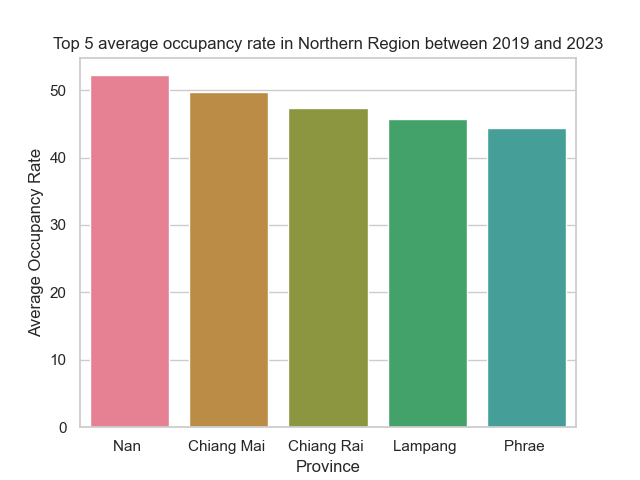 Top 5 average occupancy rate in Northern Region between 2019 and 2023
Average Occupancy Rate
50
40
30
20
10
0
Nan
Chiang Mai
Chiang Rai
Lampang
Phrae
Province